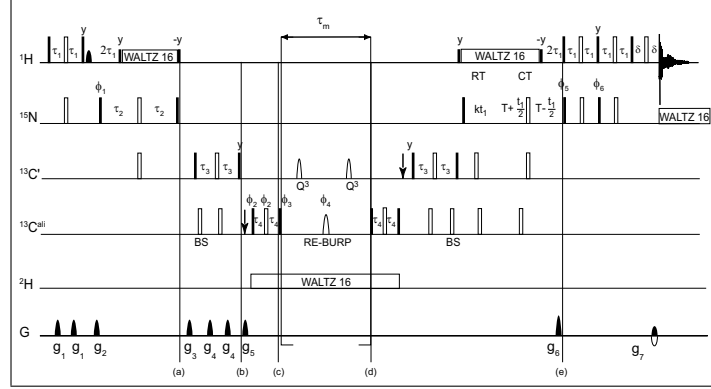 τm
y 2τ1 y -y y -y 2τ1 y
1H τ1 τ1 WALTZ 16 WALTZ 16 τ1 τ1 τ1 τ1 δ δ
RT CT
ϕ1 ϕ5 ϕ6
15N τ2 τ2 kt1 T+ t1/2 T- t1/2 WALTZ 16
y
13C' τ3 τ3 τ3 τ3
Q3 Q3
ϕ2 ϕ2 ϕ3 ϕ4
13Cali τ4 τ4 τ4 τ4
BS RE-BURP BS
2H WALTZ 16
G
g1 g1 g2 g3 g4 g4 g5 g6 g7
(a) (b) (c) (d) (e)